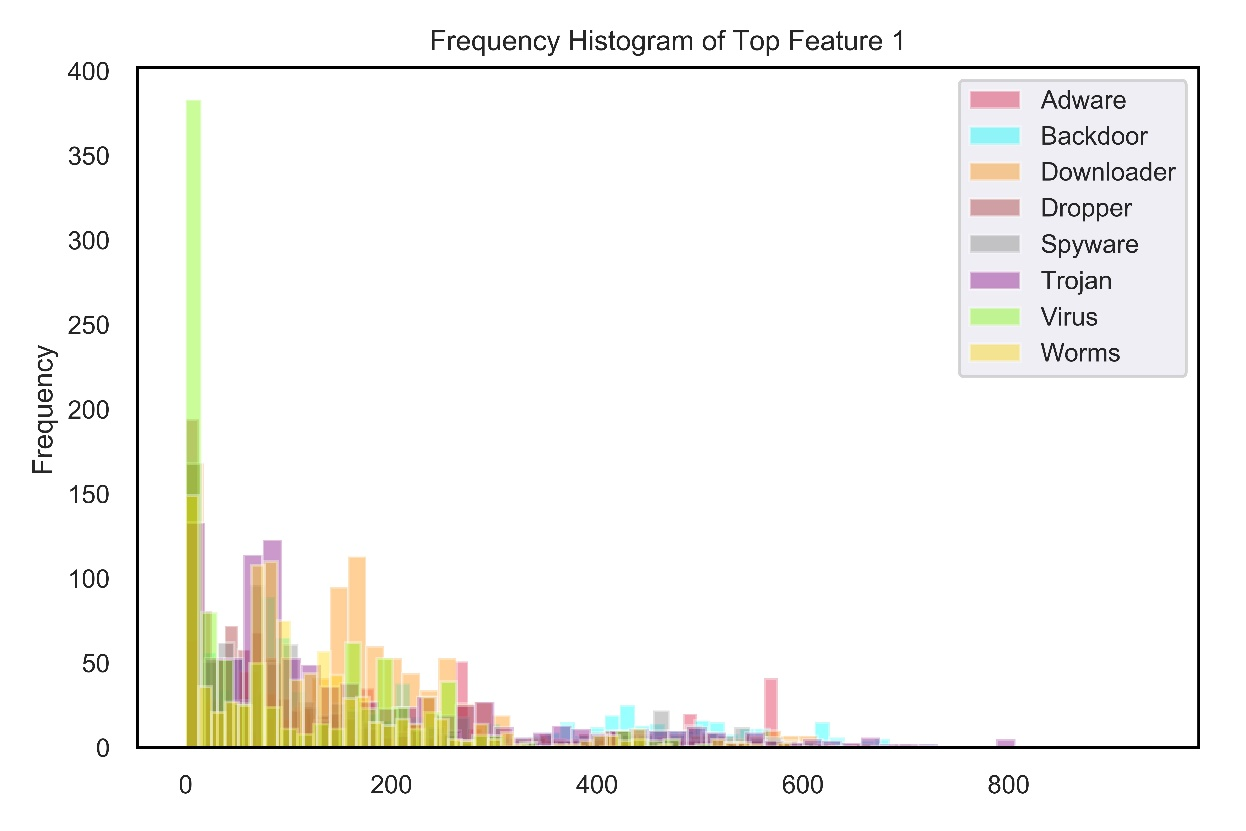 Frequency Histogram of Top Feature 1
400
350
300
250
200
150
100
50
0
Frequency
0 200 400 600 800
Adware
Backdoor
Downloader
Dropper
Spyware
Trojan
Virus
Worms